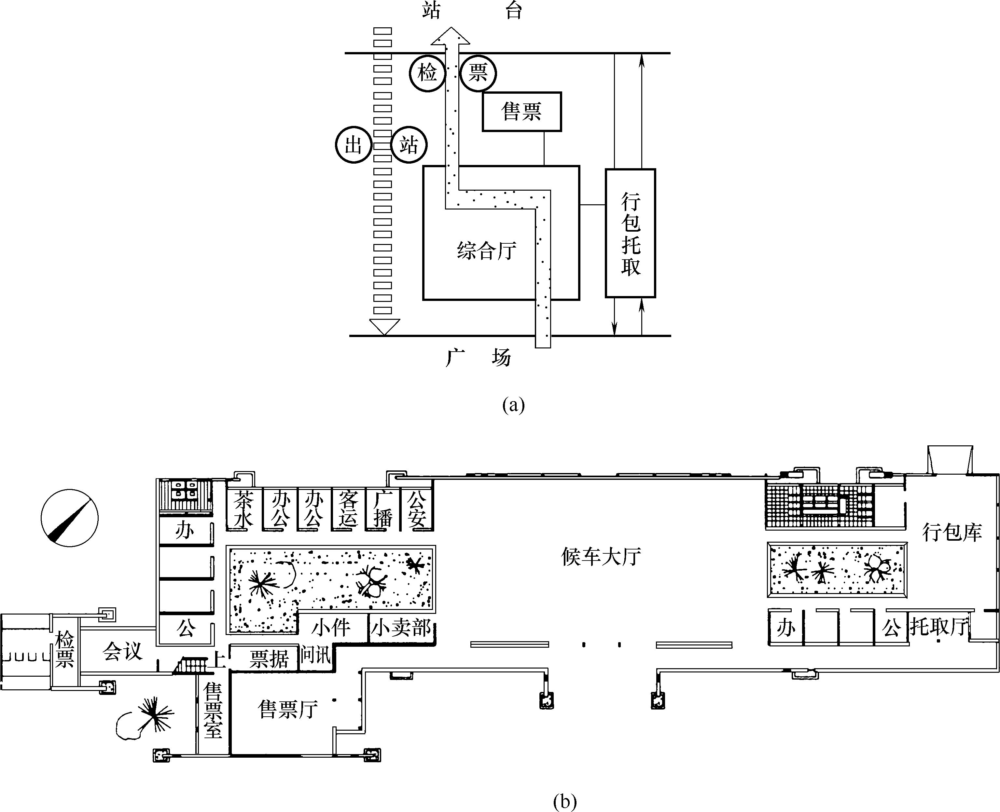 站 台
检 票
售票
出 站
综合厅
行包托取
广 场
(a)
茶水
办公
办公
客运
广播
公安
办
行包库
候车大厅
公
检票
小件
小卖部
办
公
托取厅
会议
上
票据
问讯
售票室
售票厅
(b)